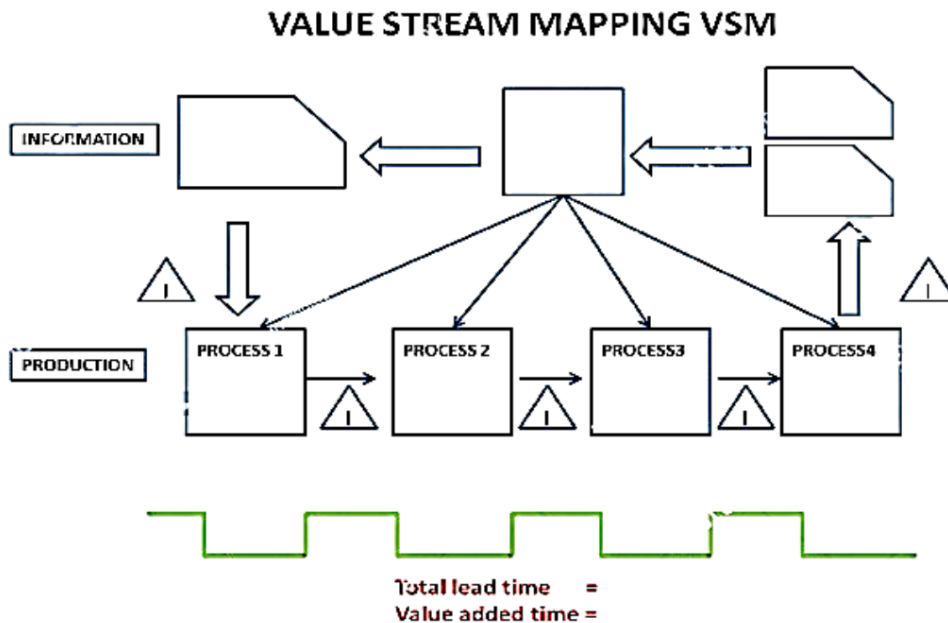 VALUE STREAM MAPPING VSM
INFORMATION
I
I
PRODUCTION
PROCESS 1
PROCESS 2
PROCESS3
PROCESS4
I
I
I
Total lead time =
Value added time =